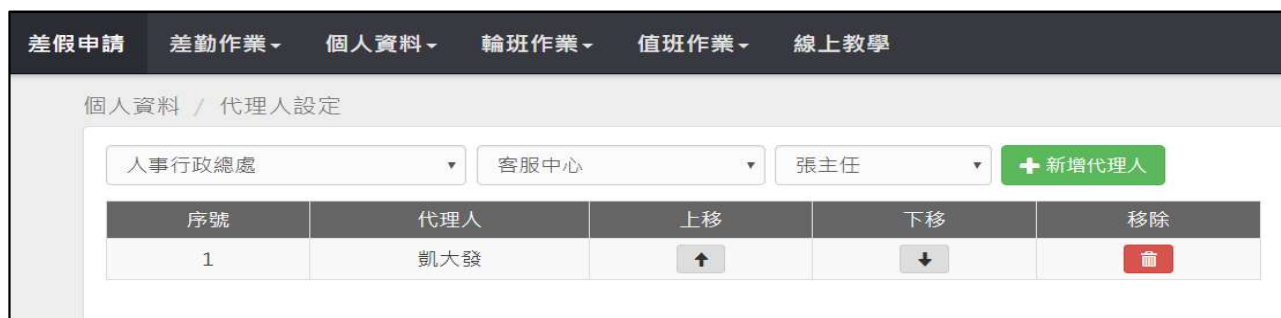 差假申請 差勤作業 個人資料 輪班作業 值班作業 線上教學
個人資料 / 代理人設定
人事行政總處 客服中心 張主任 新增代理人
序號 代理人 上移 下移 移除
1 凱大發